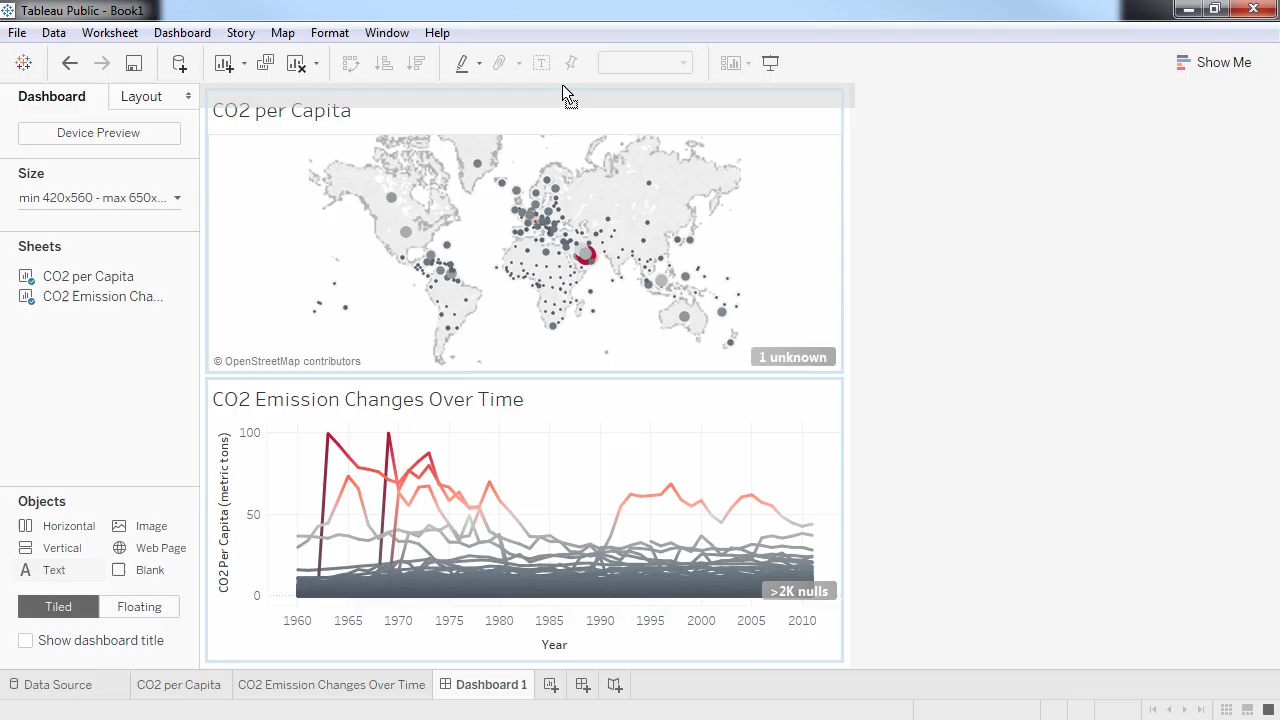 Tableau Public - Book1
File Data Worksheet Dashboard Story Map Format Window Help
Show Me
Dashboard Layout
Device Preview
Size
min 420x560 - max 650x...
Sheets
CO2 per Capita
CO2 Emission Cha...
Objects
Horizontal Image
Vertical Web Page
A Text Blank
Tiled Floating
Show dashboard title
CO2 per Capita
© OpenStreetMap contributors
1 unknown
CO2 Emission Changes Over Time
CO2 Per Capita (metric tons)
100
50
0
>2K nulls
1960 1965 1970 1975 1980 1985 1990 1995 2000 2005 2010
Year
Data Source CO2 per Capita CO2 Emission Changes Over Time Dashboard 1